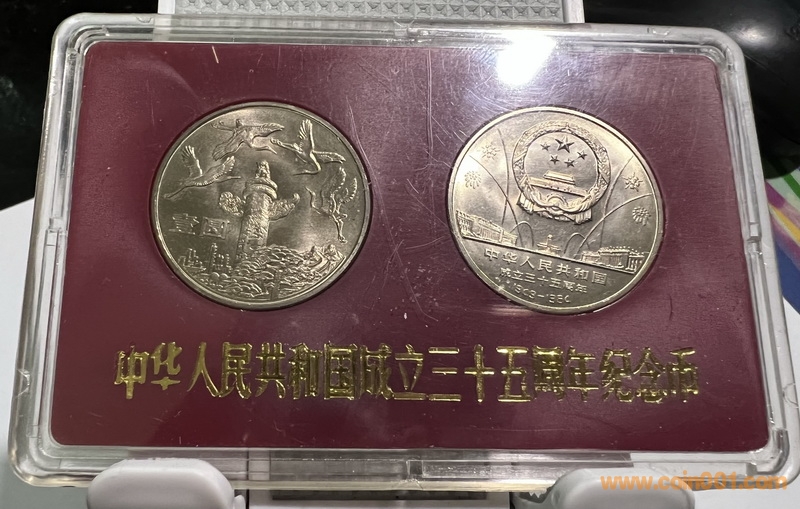 壹圆
中华人民共和国
成立三十五周年
1949-1984
中华人民共和国成立三十五周年纪念币
www.coin001.com